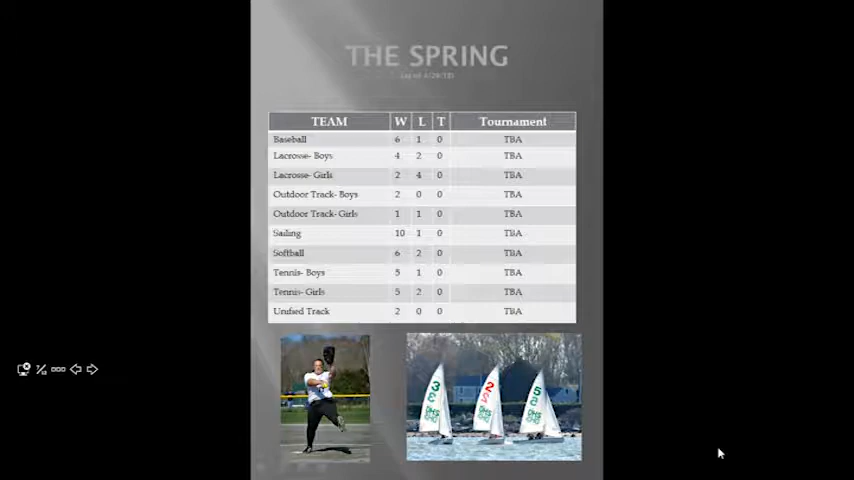 THE SPRING
TEAM W L T Tournament
Baseball 6 1 0 TBA
Lacrosse- Boys 4 2 0 TBA
Lacrosse- Girls 2 4 0 TBA
Outdoor Track- Boys 2 0 0 TBA
Outdoor Track- Girls 1 1 0 TBA
Sailing 10 1 0 TBA
Softball 6 2 0 TBA
Tennis- Boys 5 1 0 TBA
Tennis- Girls 5 2 0 TBA
Unified Track 2 0 0 TBA